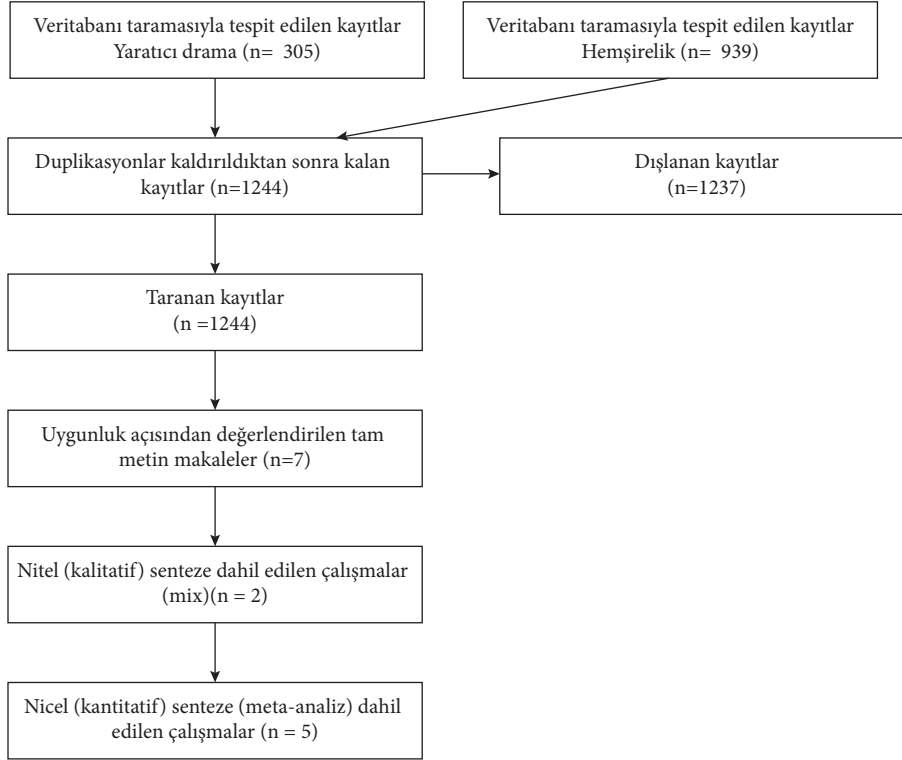 Veritabanı taramasıyla tespit edilen kayıtlar
Yaratıcı drama (n= 305)
Veritabanı taramasıyla tespit edilen kayıtlar
Hemşirelik (n= 939)
Duplikasyonlar kaldırıldıktan sonra kalan
kayıtlar (n=1244)
Dışlanan kayıtlar
(n=1237)
Taranan kayıtlar
(n =1244)
Uygunluk açısından değerlendirilen tam
metin makaleler (n=7)
Nitel (kalitatif) senteze dahil edilen çalışmalar
(mix)(n = 2)
Nicel (kantitatif) senteze (meta-analiz) dahil
edilen çalışmalar (n = 5)